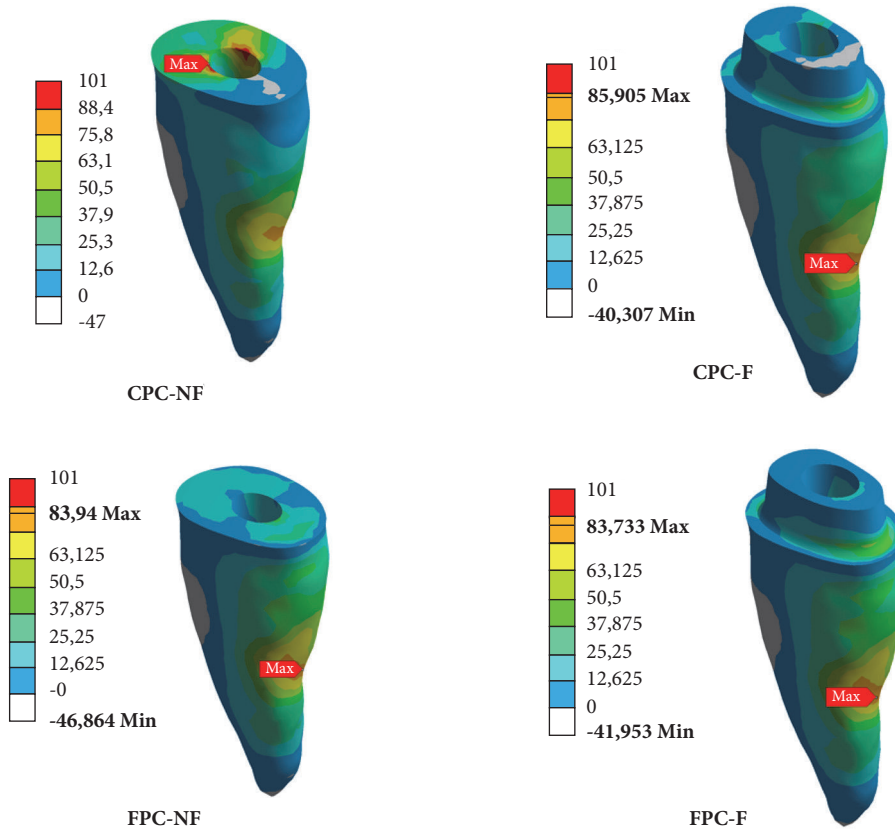 101
88,4
75,8
63,1
50,5
37,9
25,3
12,6
0
-47
Max
CPC-NF
101
85,905 Max
63,125
50,5
37,875
25,25
12,625
0
-40,307 Min
Max
CPC-F
101
83,94 Max
63,125
50,5
37,875
25,25
12,625
-0
-46,864 Min
Max
FPC-NF
101
83,733 Max
63,125
50,5
37,875
25,25
12,625
0
-41,953 Min
Max
FPC-F